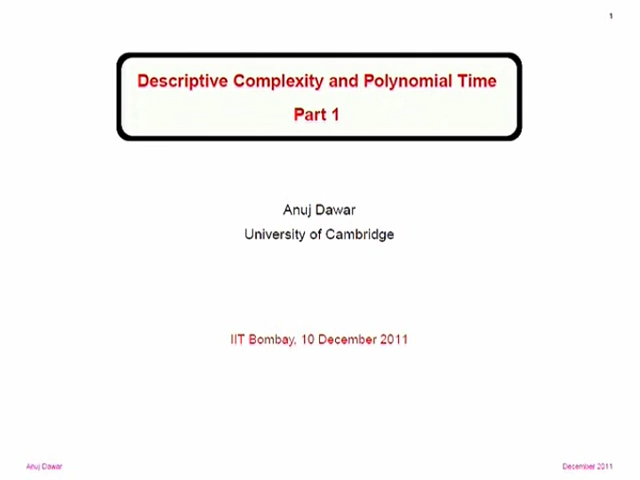 1
Descriptive Complexity and Polynomial Time
Part 1
Anuj Dawar
University of Cambridge
IIT Bombay, 10 December 2011
Anuj Dawar
December 2011